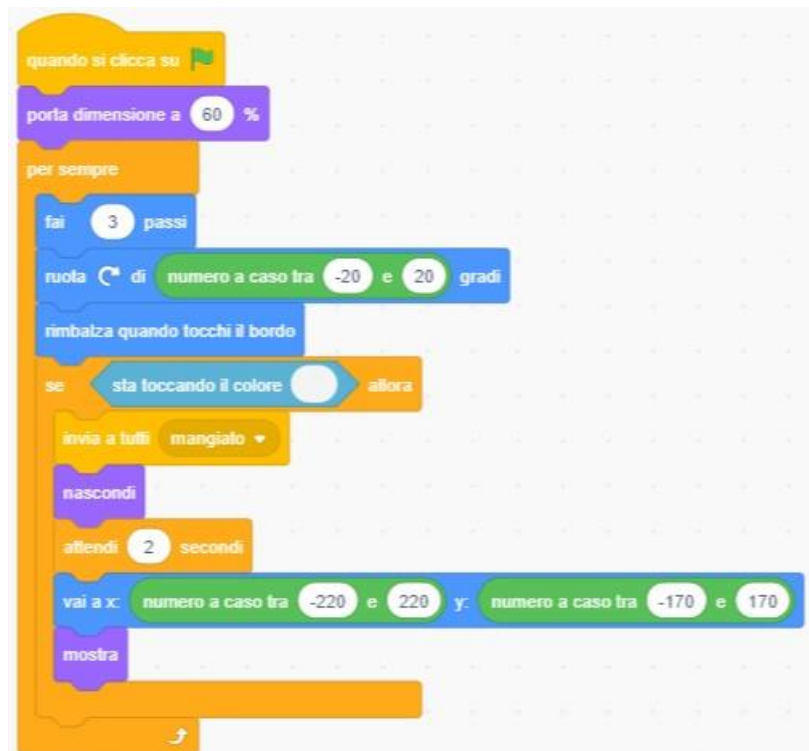 quando si clicca su
porta dimensione a 60 %
per sempre
fai 3 passi
ruota di numero a caso tra -20 e 20 gradi
rimbalza quando tocchi il bordo
se sta toccando il colore allora
invia a tutti mangiato
nascondi
attendi 2 secondi
vai a x: numero a caso tra -220 e 220 y: numero a caso tra -170 e 170
mostra